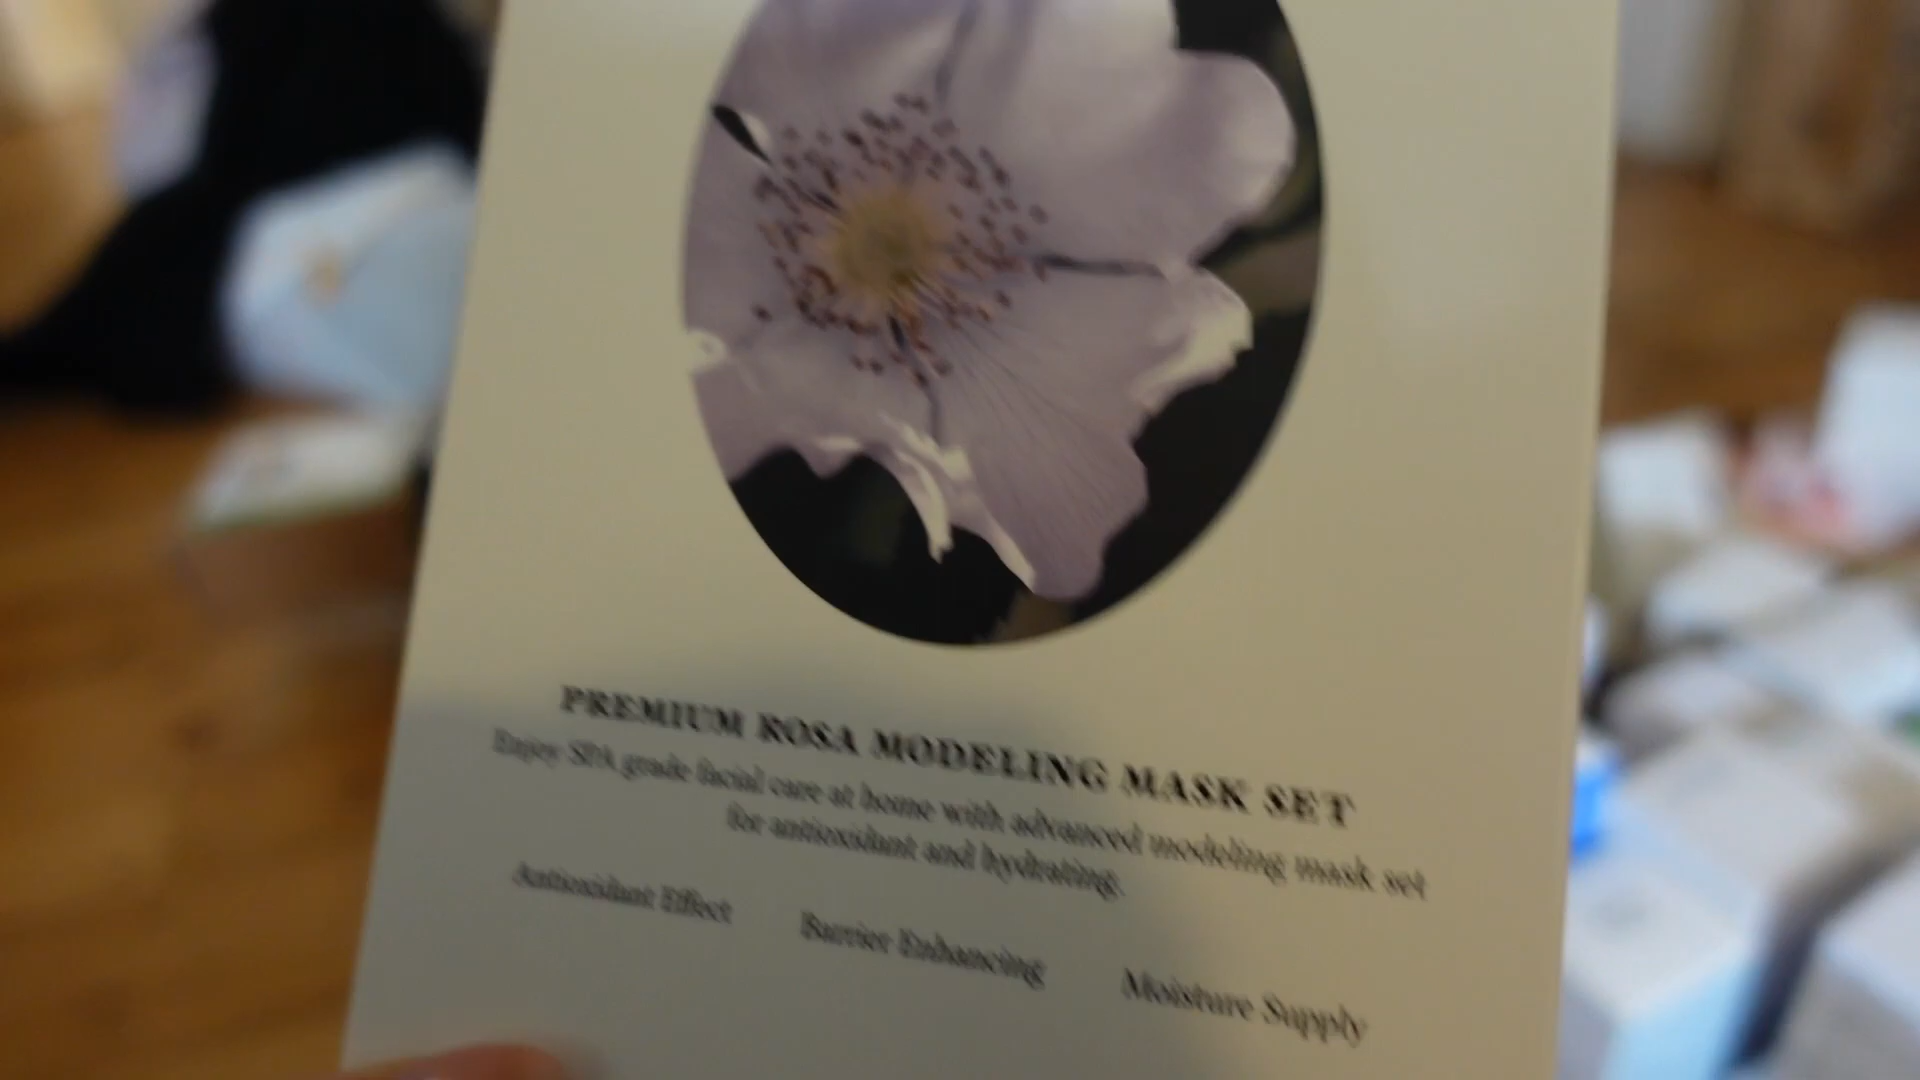 PREMIUM ROSA MODELING MASK SET
Enjoy SPA grade facial care at home with advanced modeling mask set
for antioxidant and hydrating.
Antioxidant Effect
Barrier Enhancing
Moisture Supply